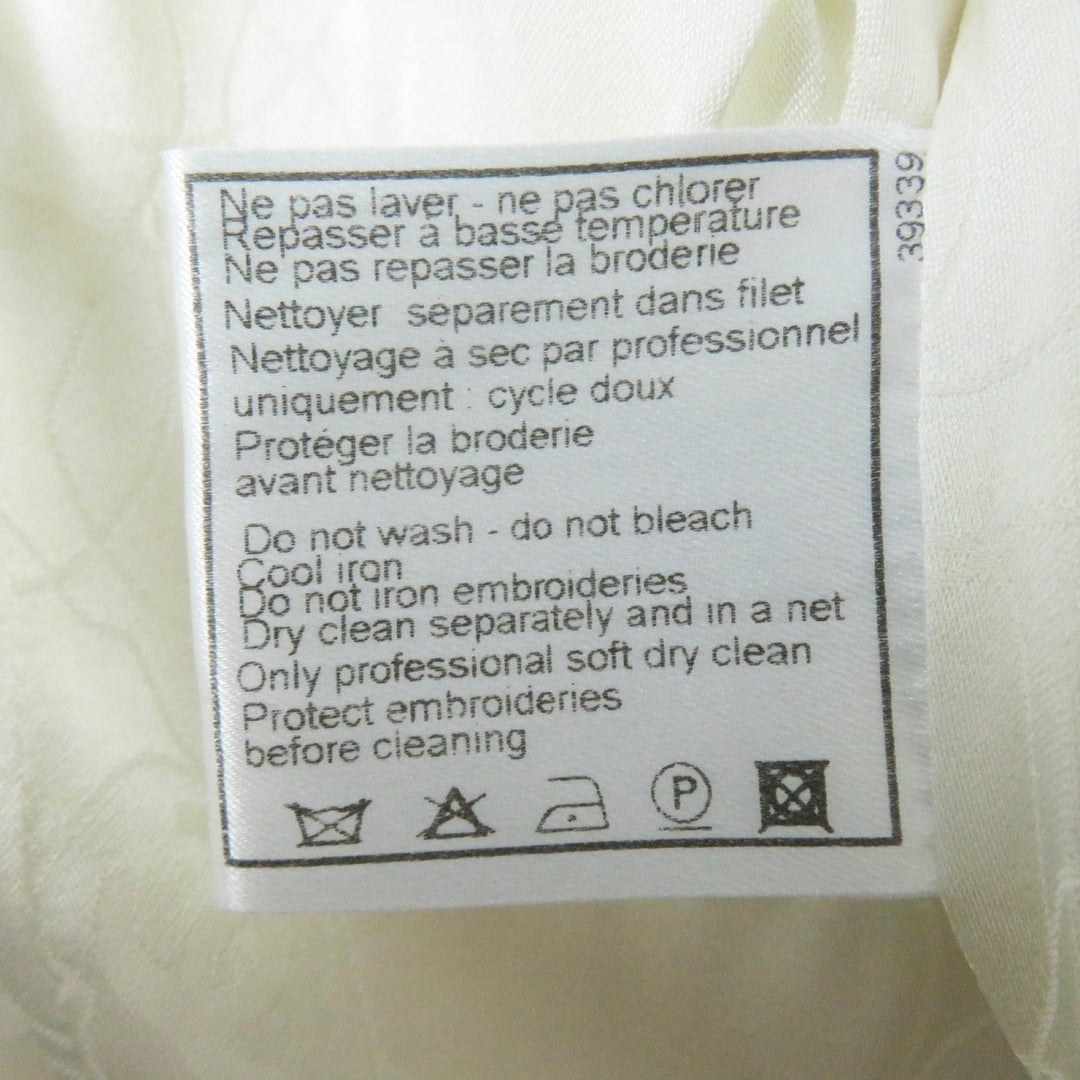 Ne pas laver - ne pas chlorer
Repasser à basse température
Ne pas repasser la broderie
Nettoyer séparement dans filet
Nettoyage à sec par professionnel
uniquement : cycle doux
Protéger la broderie
avant nettoyage
Do not wash - do not bleach
Cool iron
Do not iron embroideries
Dry clean separately and in a net
Only professional soft dry clean
Protect embroideries
before cleaning
P
39339